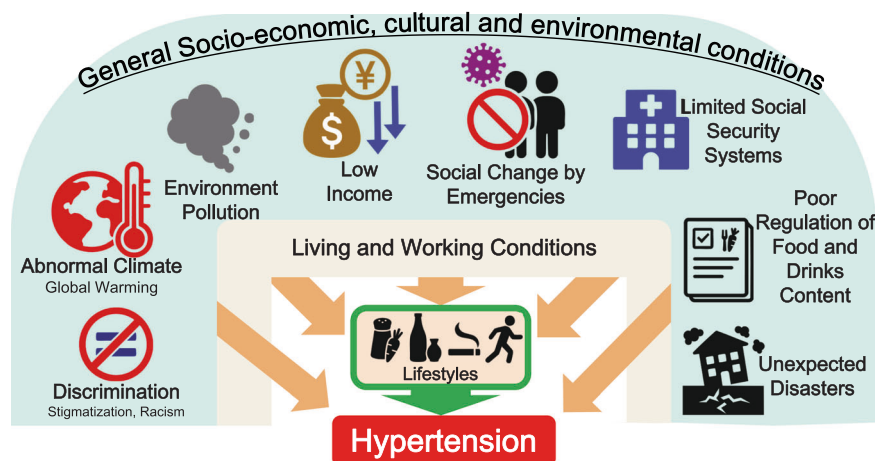 General Socio-economic, cultural and environmental conditions
¥
$
Low
Income
Social Change by
Emergencies
Limited Social
Security
Systems
Environment
Pollution
Poor
Regulation of
Food and
Drinks
Content
Abnormal Climate
Global Warming
Living and Working Conditions
Discrimination
Stigmatization, Racism
Lifestyles
Unexpected
Disasters
Hypertension